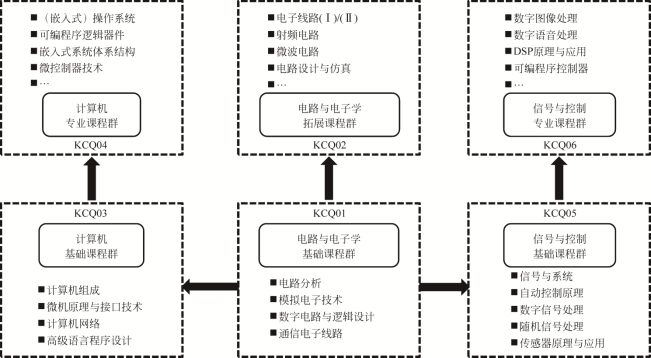 ■（嵌入式）操作系统
■可编程序逻辑器件
■嵌入式系统体系结构
■微控制器技术
■…
计算机
专业课程群
KCQ04
■电子线路(Ⅰ)/(Ⅱ)
■射频电路
■微波电路
■电路设计与仿真
■…
电路与电子学
拓展课程群
KCQ02
■数字图像处理
■数字语音处理
■DSP原理与应用
■可编程序控制器
■…
信号与控制
专业课程群
KCQ06
KCQ03
计算机
基础课程群
■计算机组成
■微机原理与接口技术
■计算机网络
■高级语言程序设计
KCQ01
电路与电子学
基础课程群
■电路分析
■模拟电子技术
■数字电路与逻辑设计
■通信电子线路
KCQ05
信号与控制
基础课程群
■信号与系统
■自动控制原理
■数字信号处理
■随机信号处理
■传感器原理与应用